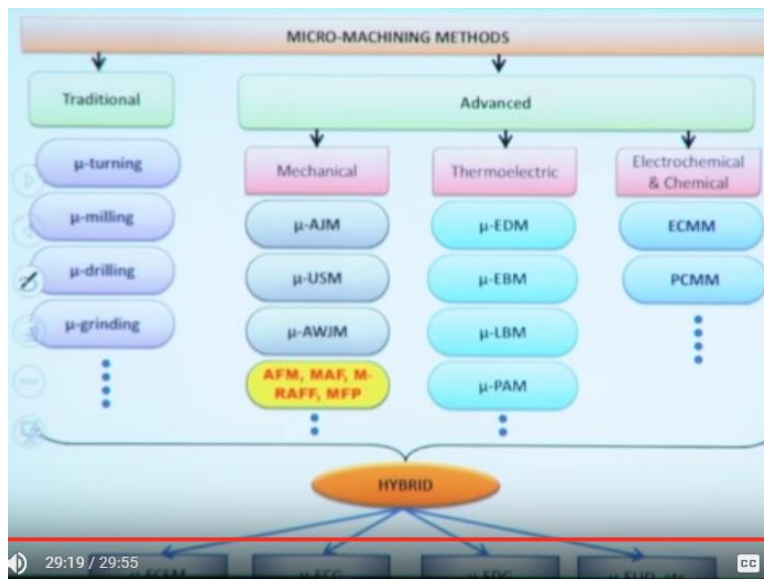 MICRO-MACHINING METHODS
Traditional
Advanced
μ-turning
μ-milling
μ-drilling
μ-grinding
Mechanical
μ-AJM
μ-USM
μ-AWJM
AFM, MAF, M-
RAFF, MFP
Thermoelectric
μ-EDM
μ-EBM
μ-LBM
μ-PAM
Electrochemical
& Chemical
ECMM
PCMM
HYBRID
29:19 / 29:55
CC